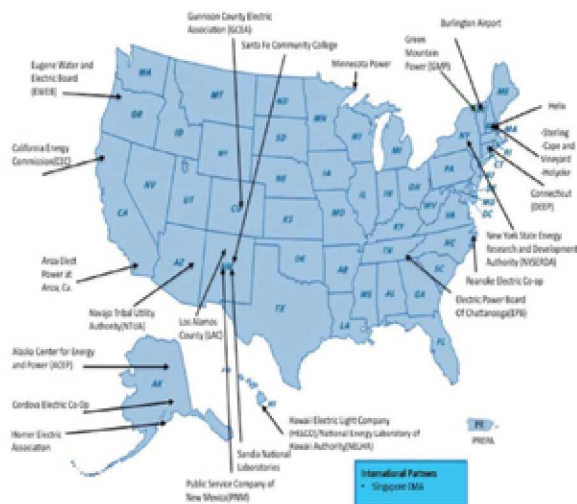 Gunnison County Electric
Association (GCEA)
Santa Fe Community College
Minnesota Power
Burlington Airport
Green
Mountain
Power (GMP)
Eugene Water and
Electric Board
(EWEB)
California Energy
Commission(CEC)
Helix
-Sterling
-Cape and
Vineyard
-Holyoke
Connecticut
(DEEP)
New York State Energy
Research and Development
Authority (NYSERDA)
Roanoke Electric Co-op
Electric Power Board
Of Chattanooga(EPB)
Anza Elect
Power at
Anza, Ca.
Navajo Tribal Utility
Authority(NTUA)
Los Alamos
County (LAC)
Alaska Center for Energy
and Power (ACEP)
Cordova Electric Co-Op
Homer Electric
Association
Hawaii Electric Light Company
(HELCO)/National Energy Laboratory of
Hawaii Authority(NELHA)
Sandia National
Laboratories
Public Service Company of
New Mexico(PNM)
PR
PREPA
International Partners
• Singapore EMA
WA
MT
ND
MN
OR
ID
SD
WI
MI
NY
ME
MA
RI
CT
WY
NE
IA
PA
NV
UT
CO
KS
IL
IN
OH
WV
VA
MD
DC
CA
MO
KY
AZ
OK
AR
TN
NC
SC
TX
MS
AL
GA
LA
FL
AK